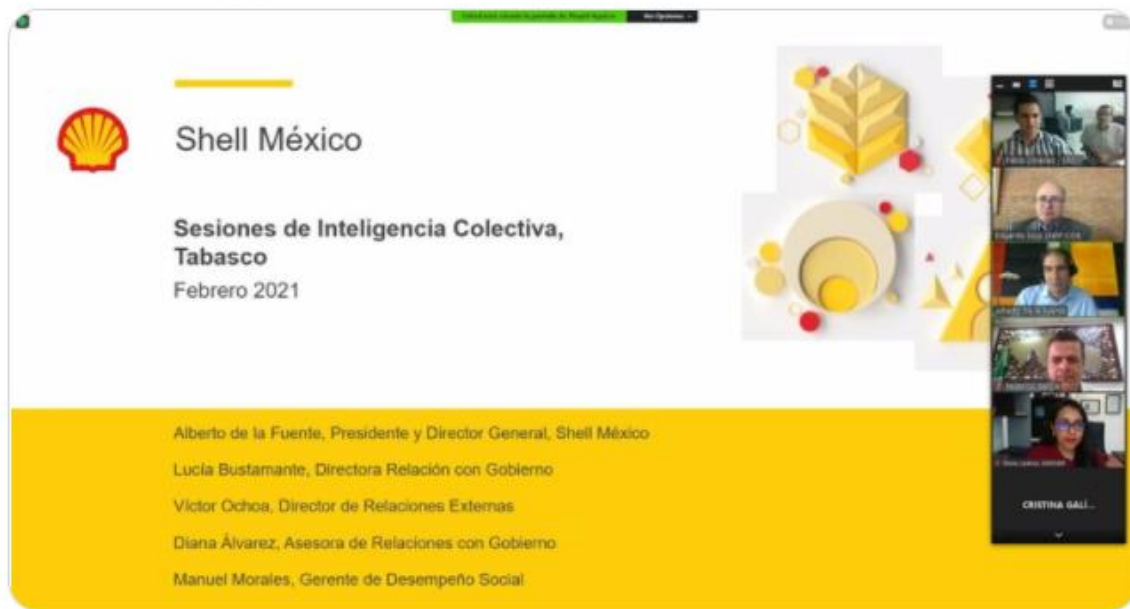 Ver Opciones
Shell México
Sesiones de Inteligencia Colectiva,
Tabasco
Febrero 2021
Alberto de la Fuente, Presidente y Director General, Shell México
Lucía Bustamante, Directora Relación con Gobierno
Víctor Ochoa, Director de Relaciones Externas
Diana Álvarez, Asesora de Relaciones con Gobierno
Manuel Morales, Gerente de Desempeño Social
CRISTINA GALÍ...